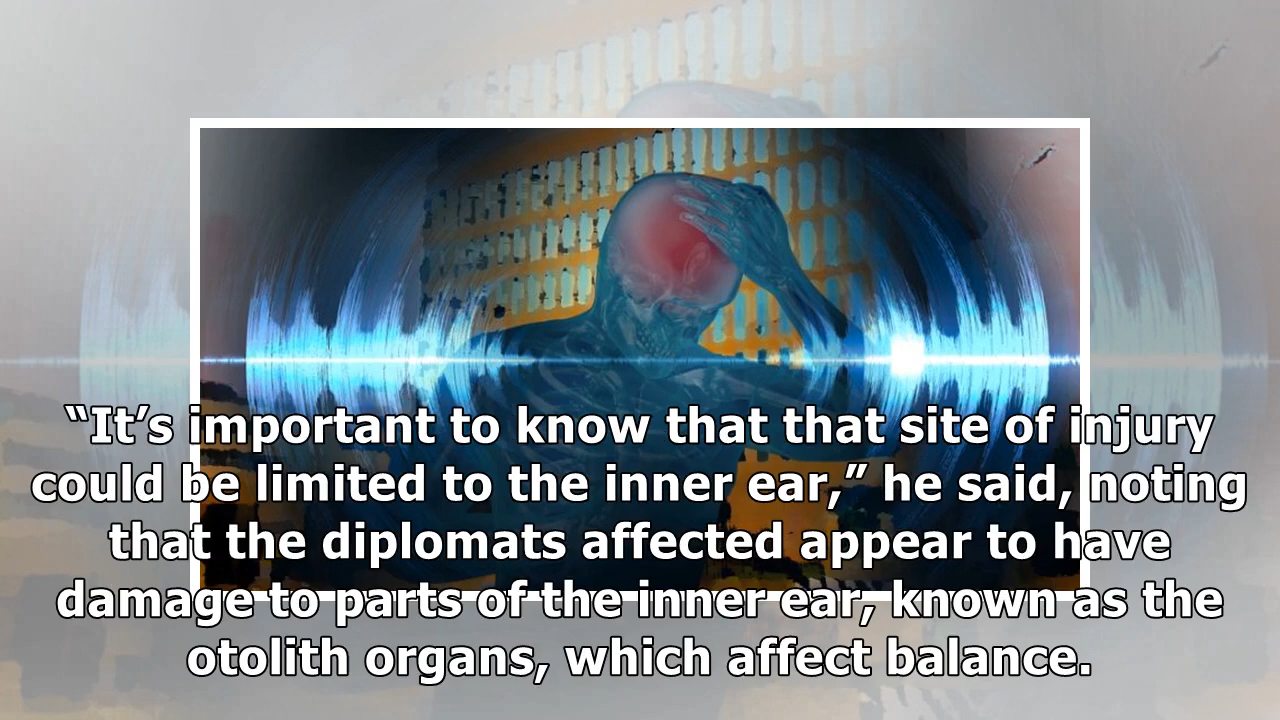 “It’s important to know that that site of injury
could be limited to the inner ear,” he said, noting
that the diplomats affected appear to have
damage to parts of the inner ear, known as the
otolith organs, which affect balance.